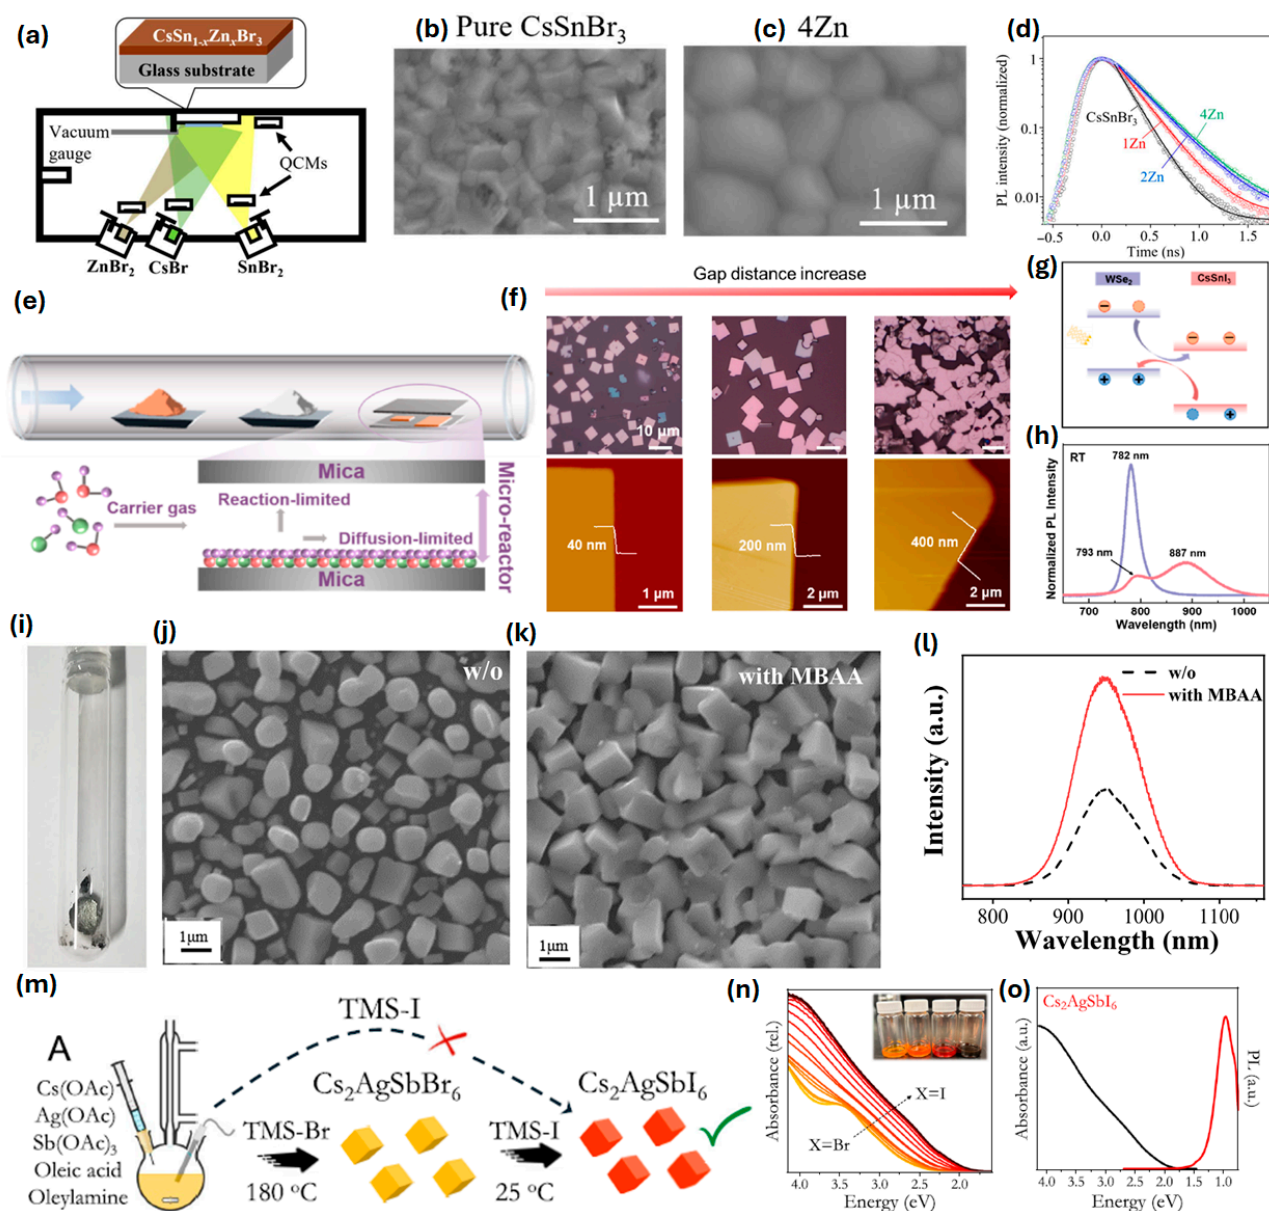 (a)
CsSn₁₋ₓZnₓBr₃
Glass substrate
Vacuum
gauge
QCMs
ZnBr₂
CsBr
SnBr₂
(b) Pure CsSnBr₃
1 µm
(c) 4Zn
1 µm
(d)
PL intensity (normalized)
1
0.1
0.01
CsSnBr₃
1Zn
2Zn
4Zn
−0.5 0.0 0.5 1.0 1.5
Time (ns)
(e)
Mica
Carrier gas
Reaction-limited
Diffusion-limited
Mica
Micro-reactor
(f)
Gap distance increase
10 µm
40 nm
1 µm
200 nm
2 µm
400 nm
2 µm
(g)
WSe₂
CsSnI₃
(h)
Normalized PL Intensity
RT
782 nm
793 nm
887 nm
700 800 900 1000
Wavelength (nm)
(i)
(j)
w/o
1µm
(k)
with MBAA
1µm
(l)
Intensity (a.u.)
w/o
with MBAA
800 900 1000 1100
Wavelength (nm)
(m)
A
Cs(OAc)
Ag(OAc)
Sb(OAc)₃
Oleic acid
Oleylamine
TMS-I
TMS-Br
180 °C
Cs₂AgSbBr₆
TMS-I
25 °C
Cs₂AgSbI₆
(n)
Absorbance (rel.)
X=I
X=Br
4.0 3.5 3.0 2.5 2.0
Energy (eV)
(o)
Cs₂AgSbI₆
Absorbance (a.u.)
PL (a.u.)
4.0 3.5 3.0 2.5 2.0 1.5 1.0
Energy (eV)